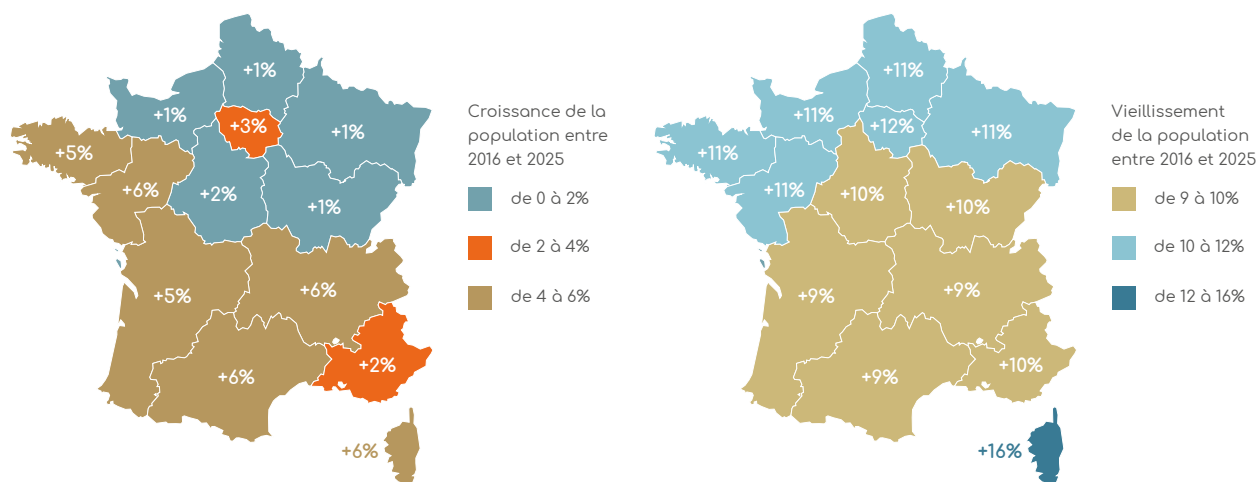 +1%
+1%
+3%
+1%
+5%
+6%
+2%
+1%
+5%
+6%
+6%
+2%
+6%
Croissance de la
population entre
2016 et 2025
de 0 à 2%
de 2 à 4%
de 4 à 6%
+11%
+11%
+12%
+11%
+11%
+11%
+10%
+10%
+9%
+9%
+9%
+10%
+16%
Vieillissement
de la population
entre 2016 et 2025
de 9 à 10%
de 10 à 12%
de 12 à 16%